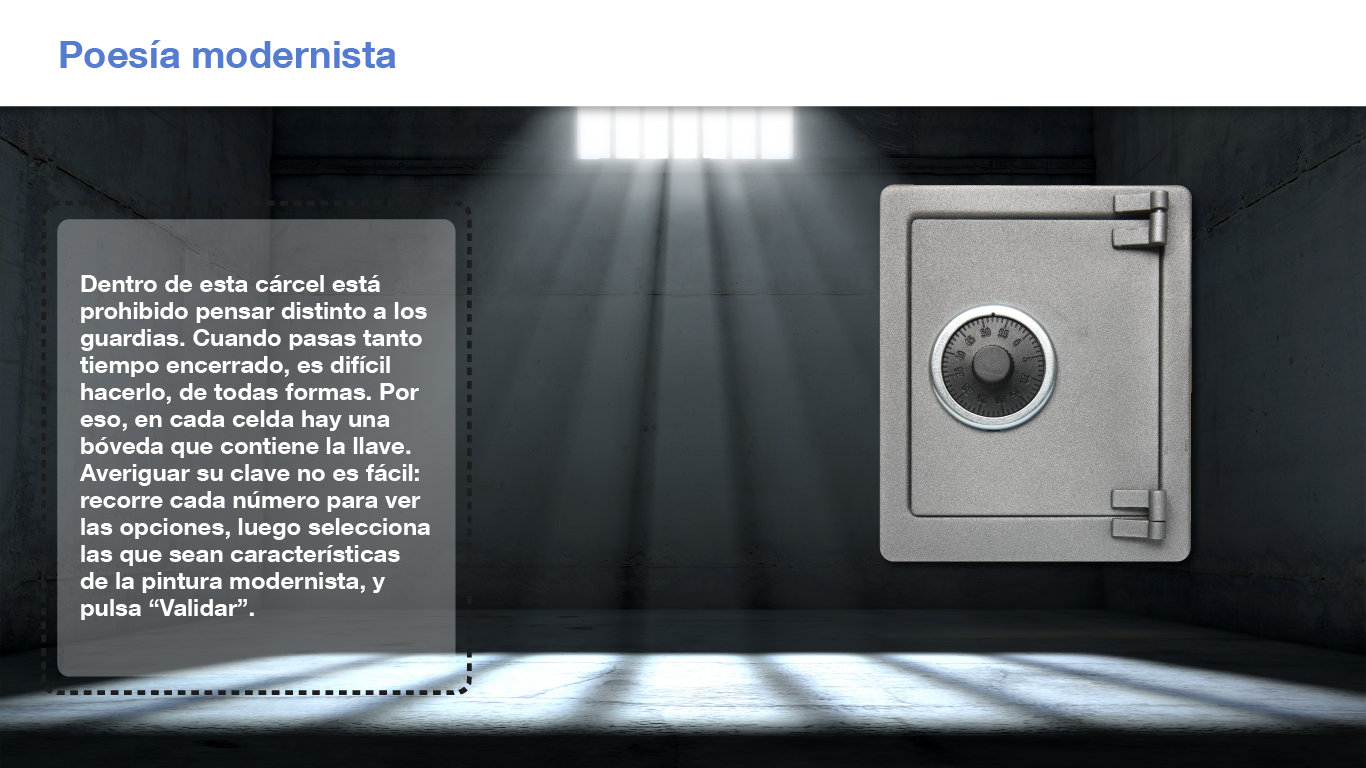 Poesía modernista
Dentro de esta cárcel está
prohibido pensar distinto a los
guardias. Cuando pasas tanto
tiempo encerrado, es difícil
hacerlo, de todas formas. Por
eso, en cada celda hay una
bóveda que contiene la llave.
Averiguar su clave no es fácil:
recorre cada número para ver
las opciones, luego selecciona
las que sean características
de la pintura modernista, y
pulsa “Validar”.